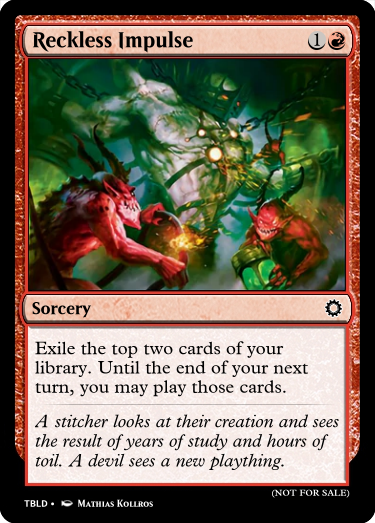 Reckless Impulse 1
Sorcery
Exile the top two cards of your
library. Until the end of your next
turn, you may play those cards.
A stitcher looks at their creation and sees
the result of years of study and hours of
toil. A devil sees a new plaything.
(NOT FOR SALE)
TBLD • Mathias Kollros